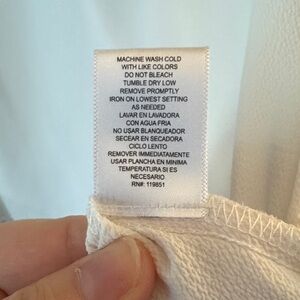 MACHINE WASH COLD
WITH LIKE COLORS
DO NOT BLEACH
TUMBLE DRY LOW
REMOVE PROMPTLY
IRON ON LOWEST SETTING
AS NEEDED
LAVAR EN LAVADORA
CON AGUA FRIA
NO USAR BLANQUEADOR
SECEAR EN SECADORA
CICLO LENTO
REMOVER IMMEDIATAMENTE
USAR PLANCHA EN MINIMA
TEMPERATURA SI ES
NECESARIO
RN#: 119851